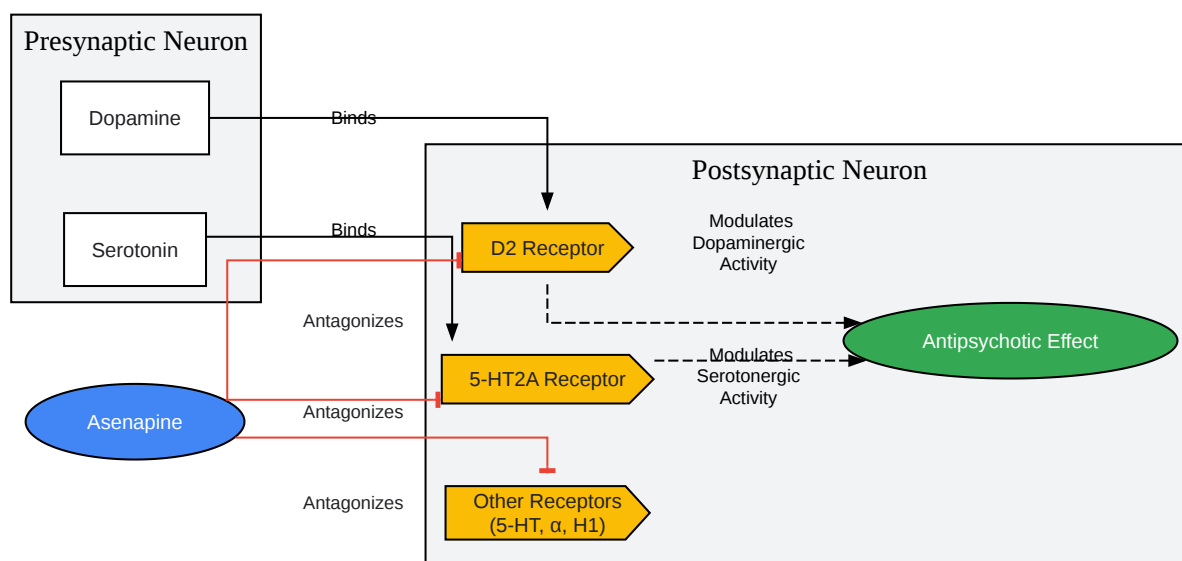 Presynaptic Neuron
Dopamine
Binds
Postsynaptic Neuron
Serotonin
Binds
D2 Receptor
Modulates
Dopaminergic
Activity
Antagonizes
Antipsychotic Effect
5-HT2A Receptor
Modulates
Serotonergic
Activity
Asenapine
Antagonizes
Antagonizes
Other Receptors
(5-HT, α, H1)